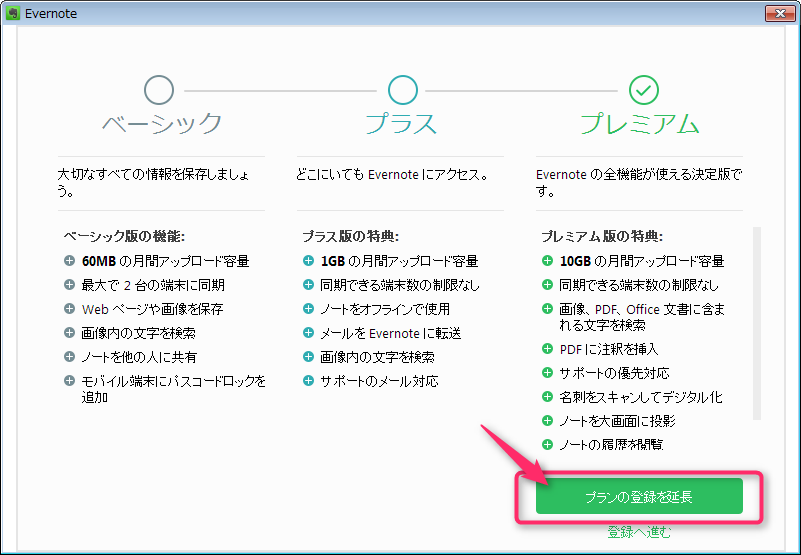 Evernote
ベーシック
プラス
プレミアム
大切なすべての情報を保存しましょ
う。
どこにいても Evernote にアクセス。
Evernote の全機能が使える決定版で
す。
ベーシック版の機能:
60MB の月間アップロード容量
最大で 2 台の端末に同期
Web ページや画像を保存
画像内の文字を検索
ノートを他の人に共有
モバイル端末にパスコードロックを
追加
プラス版の特典:
1GB の月間アップロード容量
同期できる端末数の制限なし
ノートをオフラインで使用
メールを Evernote に転送
画像内の文字を検索
サポートのメール対応
プレミアム版の特典:
10GB の月間アップロード容量
同期できる端末数の制限なし
画像、PDF、Office 文書に含ま
れる文字を検索
PDF に注釈を挿入
サポートの優先対応
名刺をスキャンしてデジタル化
ノートを大画面に投影
ノートの履歴を閲覧
プランの登録を延長
登録へ進む